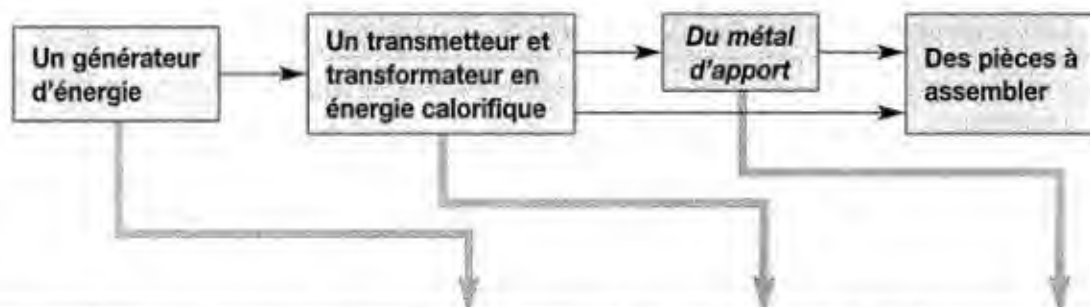 Un générateur
d'énergie
Un transmetteur et
transformateur en
énergie calorifique
Du métal
d'apport
Des pièces à
assembler